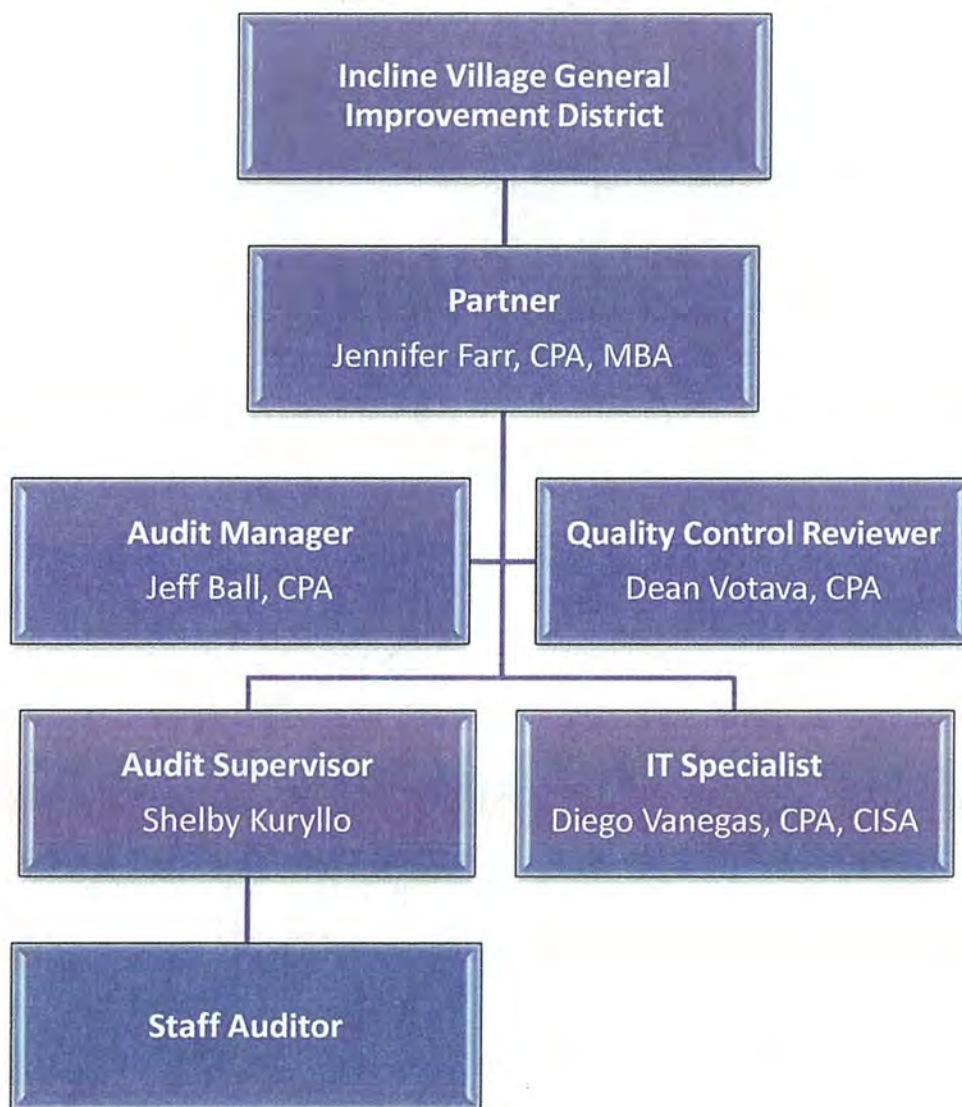 Incline Village General
Improvement District
Partner
Jennifer Farr, CPA, MBA
Audit Manager
Jeff Ball, CPA
Quality Control Reviewer
Dean Votava, CPA
Audit Supervisor
Shelby Kuryllo
IT Specialist
Diego Vanegas, CPA, CISA
Staff Auditor